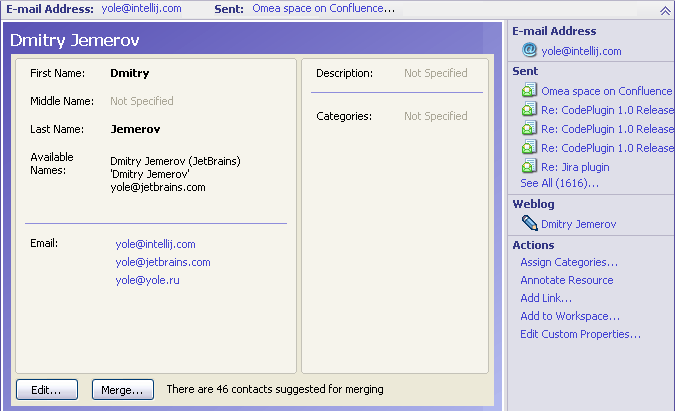 E-mail Address: yole@intellij.com Sent: Omea space on Confluence...
Dmitry Jemerov
First Name: Dmitry
Middle Name: Not Specified
Last Name: Jemerov
Available Names: Dmitry Jemerov (JetBrains)
'Dmitry Jemerov'
yole@jetbrains.com
Email: yole@intellij.com
yole@jetbrains.com
yole@yole.ru
Description: Not Specified
Categories: Not Specified
Edit... Merge... There are 46 contacts suggested for merging
E-mail Address
yole@intellij.com
Sent
Omea space on Confluence
Re: CodePlugin 1.0 Release
Re: CodePlugin 1.0 Release
Re: CodePlugin 1.0 Release
Re: Jira plugin
See All (1616)...
Weblog
Dmitry Jemerov
Actions
Assign Categories...
Annotate Resource
Add Link...
Add to Workspace...
Edit Custom Properties...